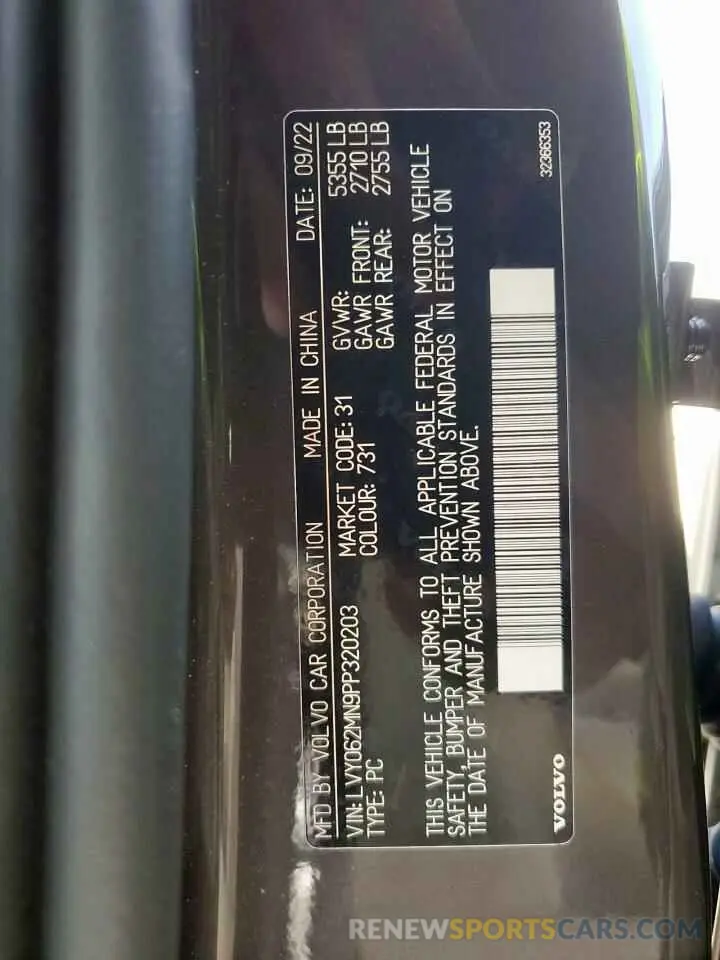 MFD BY VOLVO CAR CORPORATION MADE IN CHINA DATE: 09/22
VIN: LVY062MN9PP320203 MARKET CODE: 31 GVWR: 5355 LB
TYPE: PC COLOUR: 731 GAWR FRONT: 2710 LB
GAWR REAR: 2755 LB
THIS VEHICLE CONFORMS TO ALL APPLICABLE FEDERAL MOTOR VEHICLE
SAFETY, BUMPER AND THEFT PREVENTION STANDARDS IN EFFECT ON
THE DATE OF MANUFACTURE SHOWN ABOVE.
VOLVO 32366353
RENEWSPORTSCARS.COM